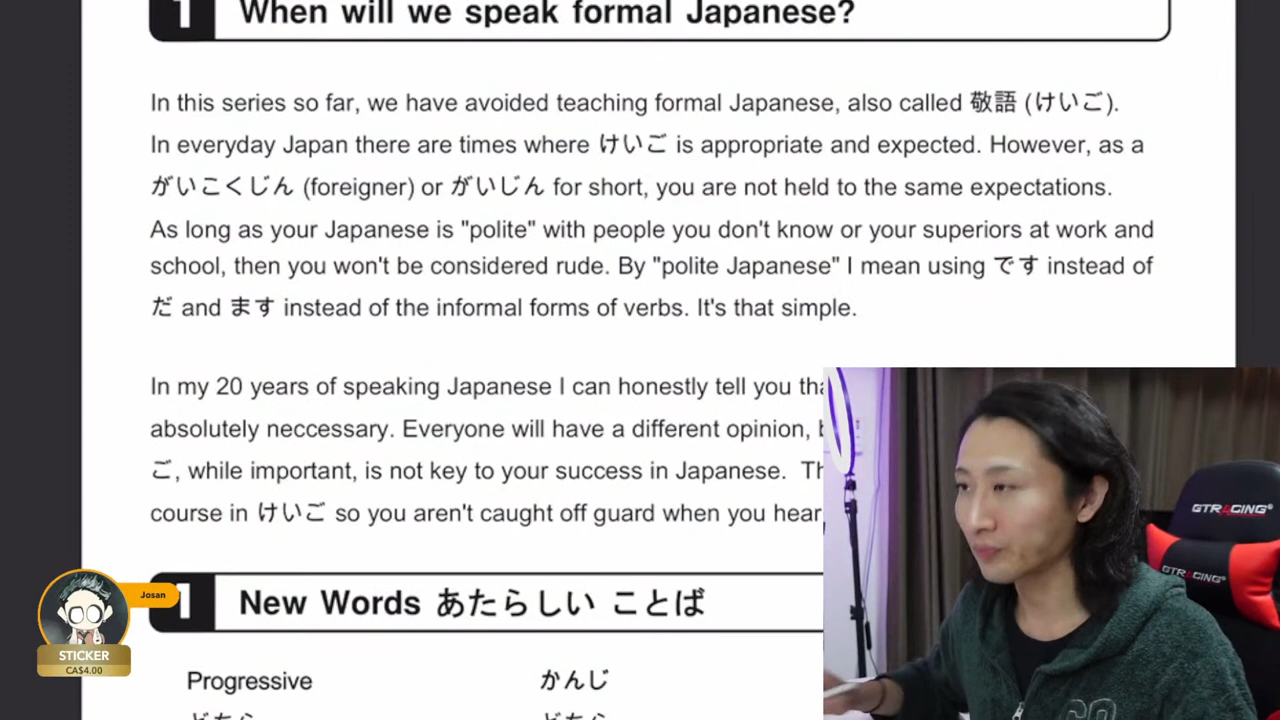 1 When will we speak formal Japanese?
In this series so far, we have avoided teaching formal Japanese, also called 敬語 (けいご).
In everyday Japan there are times where けいご is appropriate and expected. However, as a
がいこくじん (foreigner) or がいじん for short, you are not held to the same expectations.
As long as your Japanese is "polite" with people you don't know or your superiors at work and
school, then you won't be considered rude. By "polite Japanese" I mean using です instead of
だ and ます instead of the informal forms of verbs. It's that simple.
In my 20 years of speaking Japanese I can honestly tell you
absolutely neccessary. Everyone will have a different opinion,
ご, while important, is not key to your success in Japanese.
course in けいご so you aren't caught off guard when you hear
1 New Words あたらしい ことば
Progressive かんじ
どちら どちら
Josan
STICKER
CA$4.00
GTRACING
GTRACING